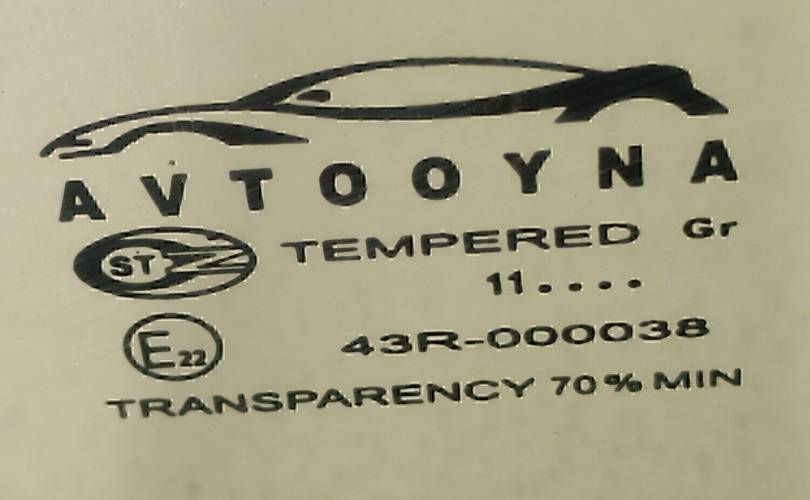 AVTOOYNA
ST TEMPERED Gr
11....
E22 43R-000038
TRANSPARENCY 70% MIN